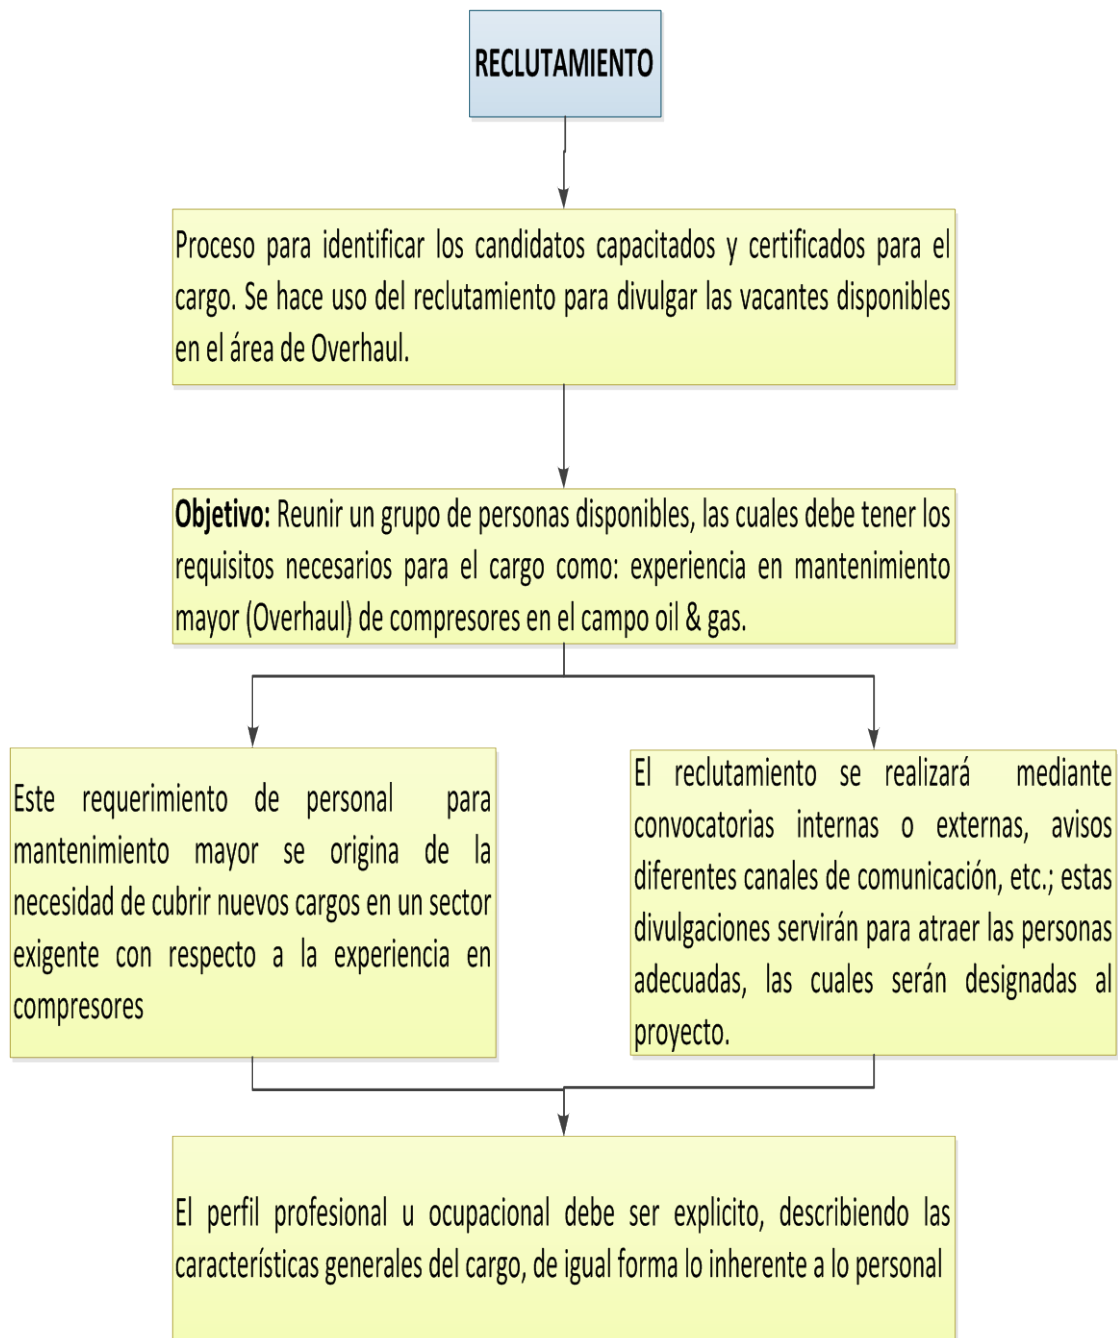 RECLUTAMIENTO
Proceso para identificar los candidatos capacitados y certificados para el
cargo. Se hace uso del reclutamiento para divulgar las vacantes disponibles
en el área de Overhaul.
Objetivo: Reunir un grupo de personas disponibles, las cuales debe tener los
requisitos necesarios para el cargo como: experiencia en mantenimiento
mayor (Overhaul) de compresores en el campo oil & gas.
Este requerimiento de personal para
mantenimiento mayor se origina de la
necesidad de cubrir nuevos cargos en un sector
exigente con respecto a la experiencia en
compresores
El reclutamiento se realizará mediante
convocatorias internas o externas, avisos
diferentes canales de comunicación, etc.; estas
divulgaciones servirán para atraer las personas
adecuadas, las cuales serán designadas al
proyecto.
El perfil profesional u ocupacional debe ser explicito, describiendo las
características generales del cargo, de igual forma lo inherente a lo personal